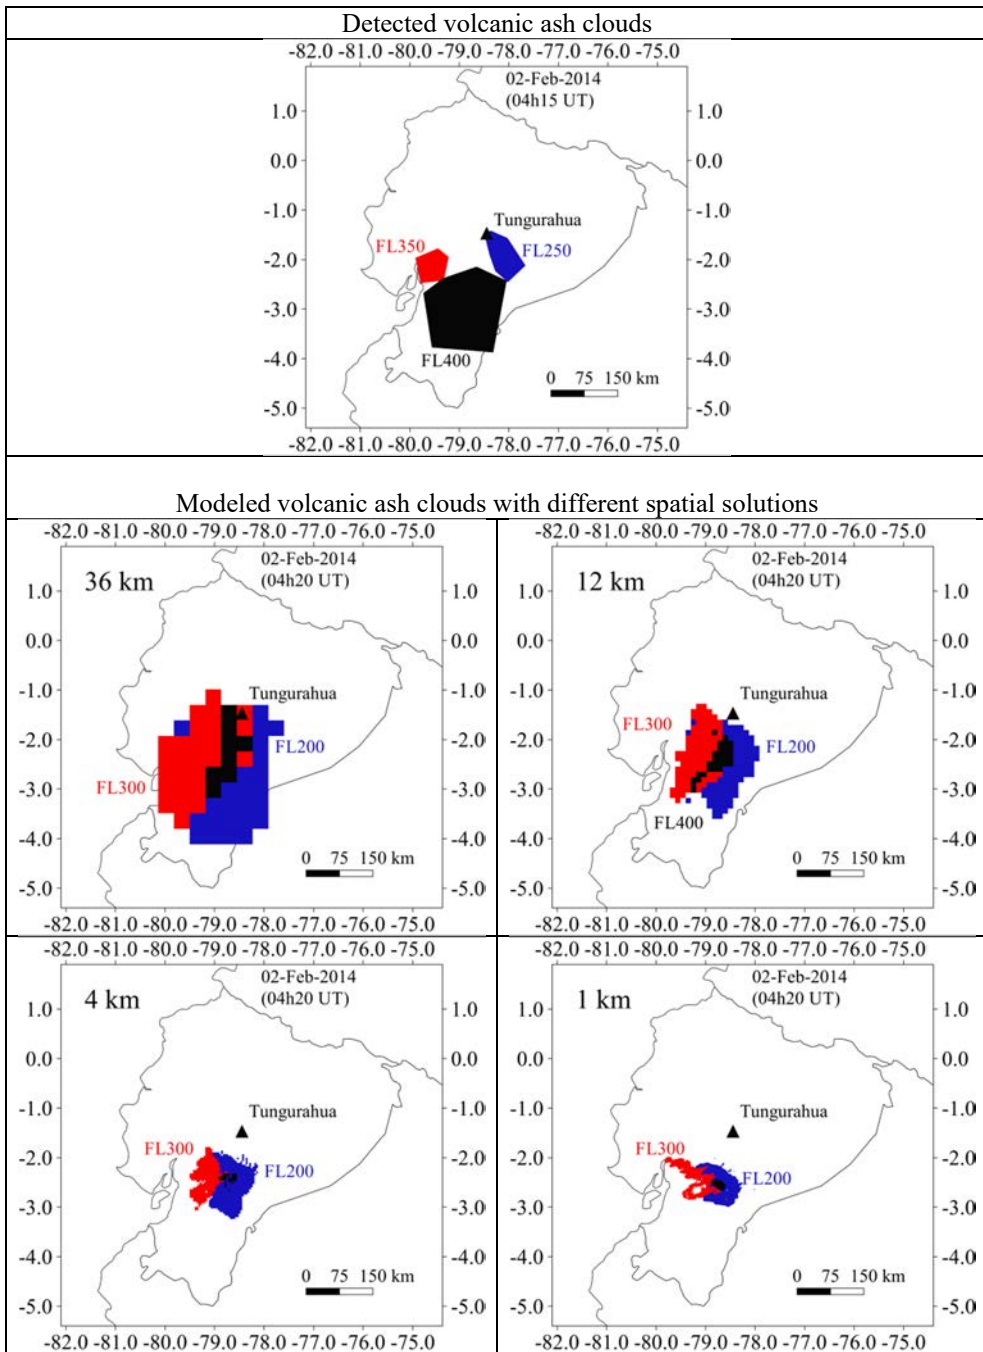 Detected volcanic ash clouds
-82.0 -81.0 -80.0 -79.0 -78.0 -77.0 -76.0 -75.0
02-Feb-2014
(04h15 UT)
1.0 1.0
0.0 0.0
-1.0 -1.0
Tungurahua
FL350
FL250
-2.0 -2.0
-3.0 -3.0
FL400
-4.0 -4.0
0 75 150 km
-5.0 -5.0
-82.0 -81.0 -80.0 -79.0 -78.0 -77.0 -76.0 -75.0
Modeled volcanic ash clouds with different spatial solutions
-82.0 -81.0 -80.0 -79.0 -78.0 -77.0 -76.0 -75.0
36 km
02-Feb-2014
(04h20 UT)
1.0 1.0
0.0 0.0
-1.0 -1.0
Tungurahua
-2.0 -2.0
FL200
FL300
-3.0 -3.0
-4.0 -4.0
0 75 150 km
-5.0 -5.0
-82.0 -81.0 -80.0 -79.0 -78.0 -77.0 -76.0 -75.0
-82.0 -81.0 -80.0 -79.0 -78.0 -77.0 -76.0 -75.0
12 km
02-Feb-2014
(04h20 UT)
1.0 1.0
0.0 0.0
-1.0 -1.0
Tungurahua
FL300
-2.0 -2.0
FL200
-3.0 -3.0
FL400
-4.0 -4.0
0 75 150 km
-5.0 -5.0
-82.0 -81.0 -80.0 -79.0 -78.0 -77.0 -76.0 -75.0
-82.0 -81.0 -80.0 -79.0 -78.0 -77.0 -76.0 -75.0
4 km
02-Feb-2014
(04h20 UT)
1.0 1.0
0.0 0.0
-1.0 -1.0
Tungurahua
FL300
-2.0 -2.0
FL200
-3.0 -3.0
-4.0 -4.0
0 75 150 km
-5.0 -5.0
-82.0 -81.0 -80.0 -79.0 -78.0 -77.0 -76.0 -75.0
-82.0 -81.0 -80.0 -79.0 -78.0 -77.0 -76.0 -75.0
1 km
02-Feb-2014
(04h20 UT)
1.0 1.0
0.0 0.0
-1.0 -1.0
Tungurahua
FL300
-2.0 -2.0
FL200
-3.0 -3.0
-4.0 -4.0
0 75 150 km
-5.0 -5.0
-82.0 -81.0 -80.0 -79.0 -78.0 -77.0 -76.0 -75.0